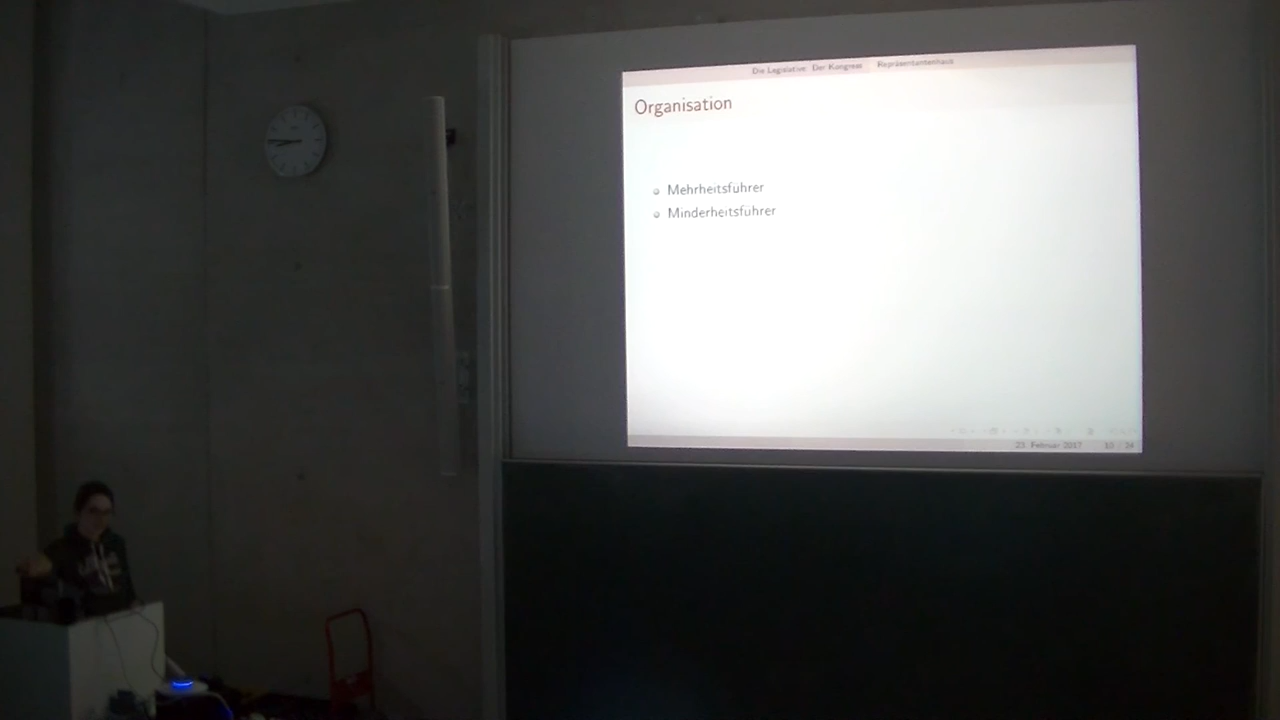 Die Legislative: Der Kongress Repräsentantenhaus
Organisation
Mehrheitsführer
Minderheitsführer
23. Februar 2017